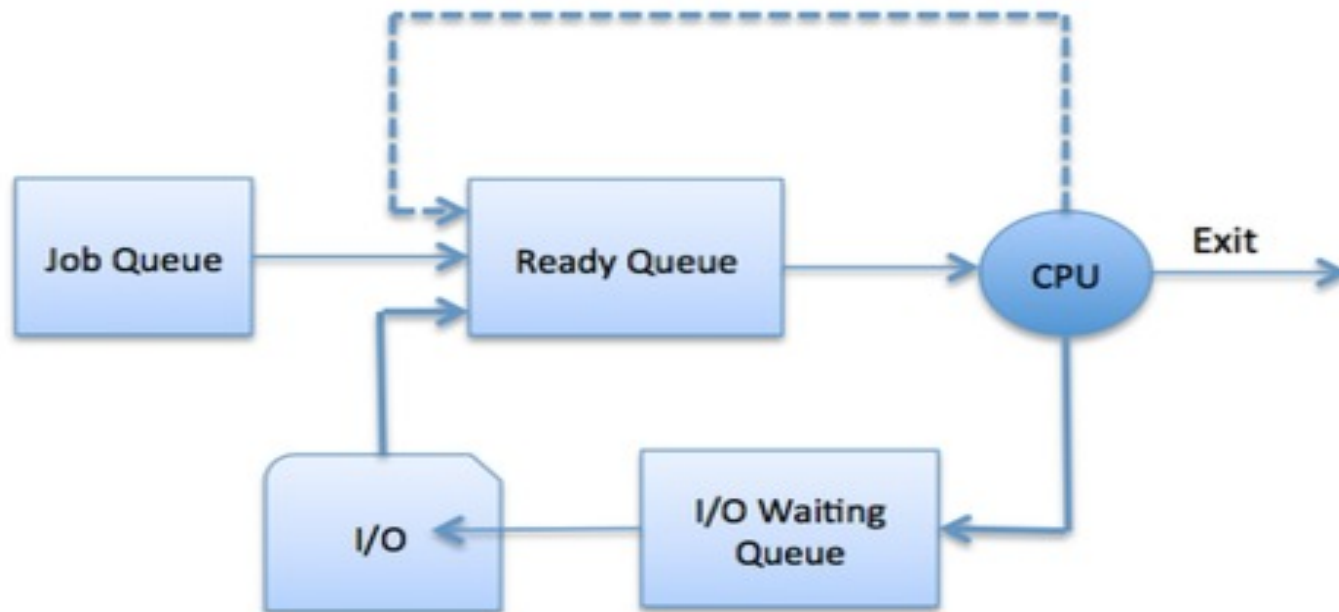 Job Queue
Ready Queue
CPU
Exit
I/O
I/O Waiting
Queue